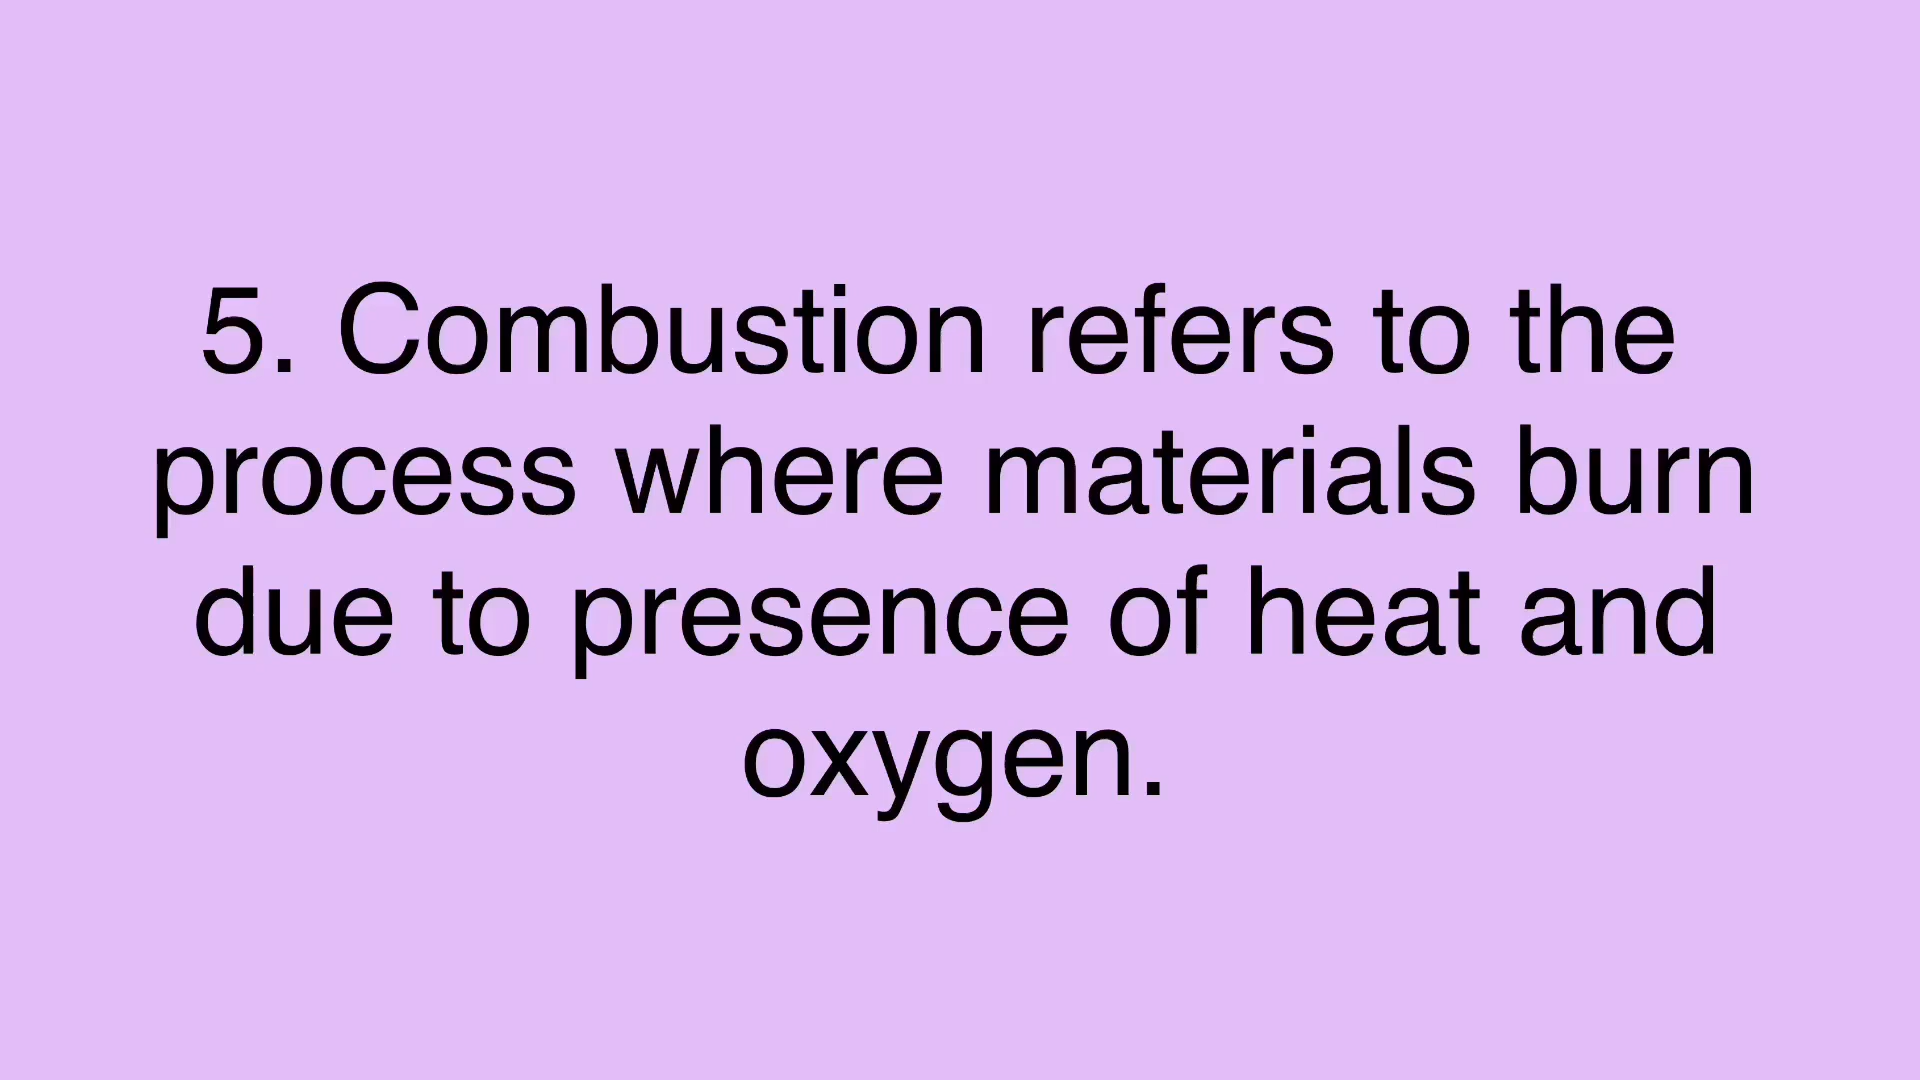 5. Combustion refers to the
process where materials burn
due to presence of heat and
oxygen.